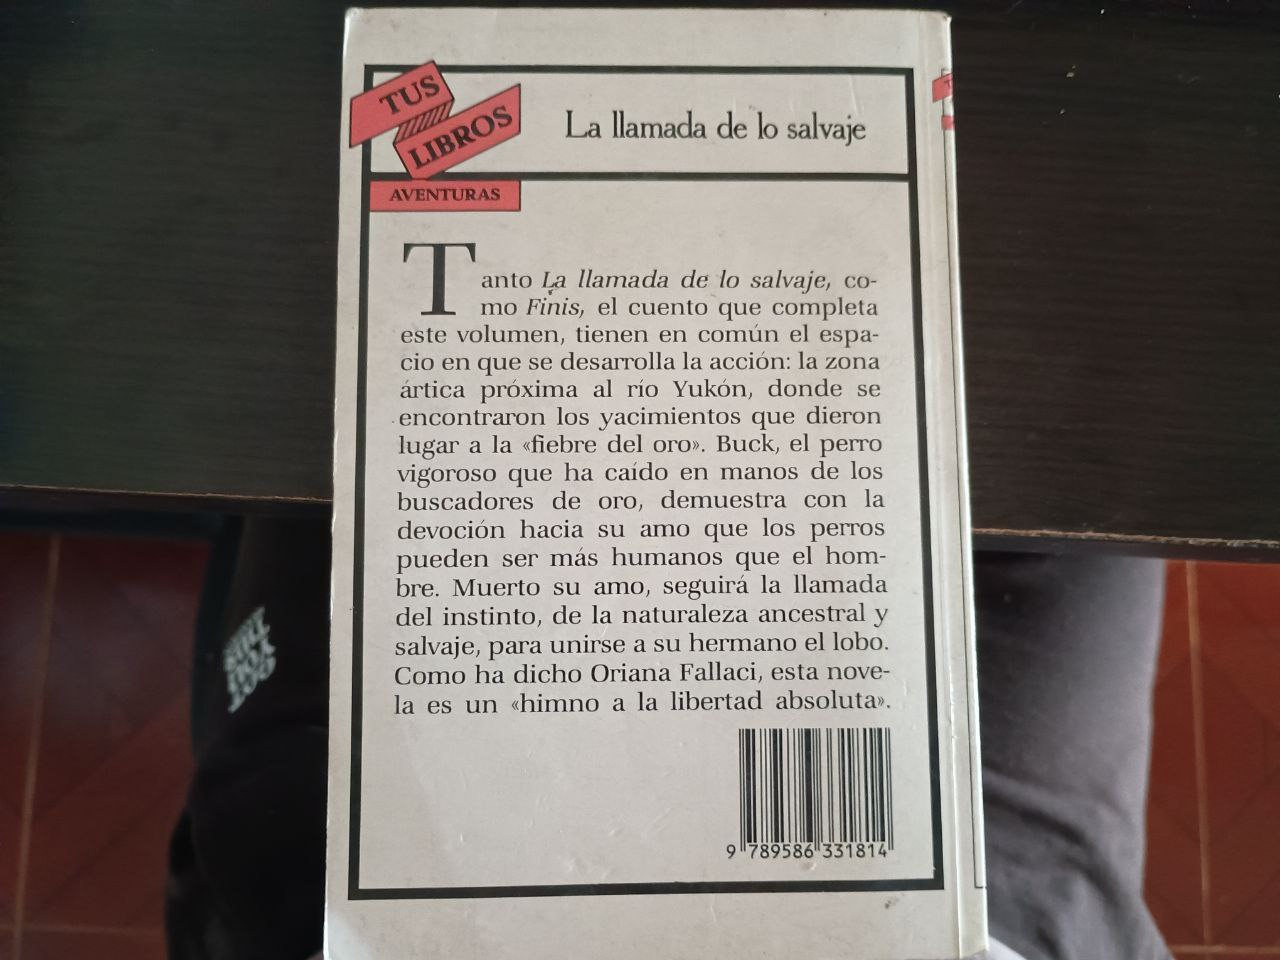 TUS
LIBROS
La llamada de lo salvaje
AVENTURAS
Tanto La llamada de lo salvaje, co-
mo Finis, el cuento que completa
este volumen, tienen en común el espa-
cio en que se desarrolla la acción: la zona
ártica próxima al río Yukón, donde se
encontraron los yacimientos que dieron
lugar a la «fiebre del oro». Buck, el perro
vigoroso que ha caído en manos de los
buscadores de oro, demuestra con la
devoción hacia su amo que los perros
pueden ser más humanos que el hom-
bre. Muerto su amo, seguirá la llamada
del instinto, de la naturaleza ancestral y
salvaje, para unirse a su hermano el lobo.
Como ha dicho Oriana Fallaci, esta nove-
la es un «himno a la libertad absoluta».
9 789586 331814